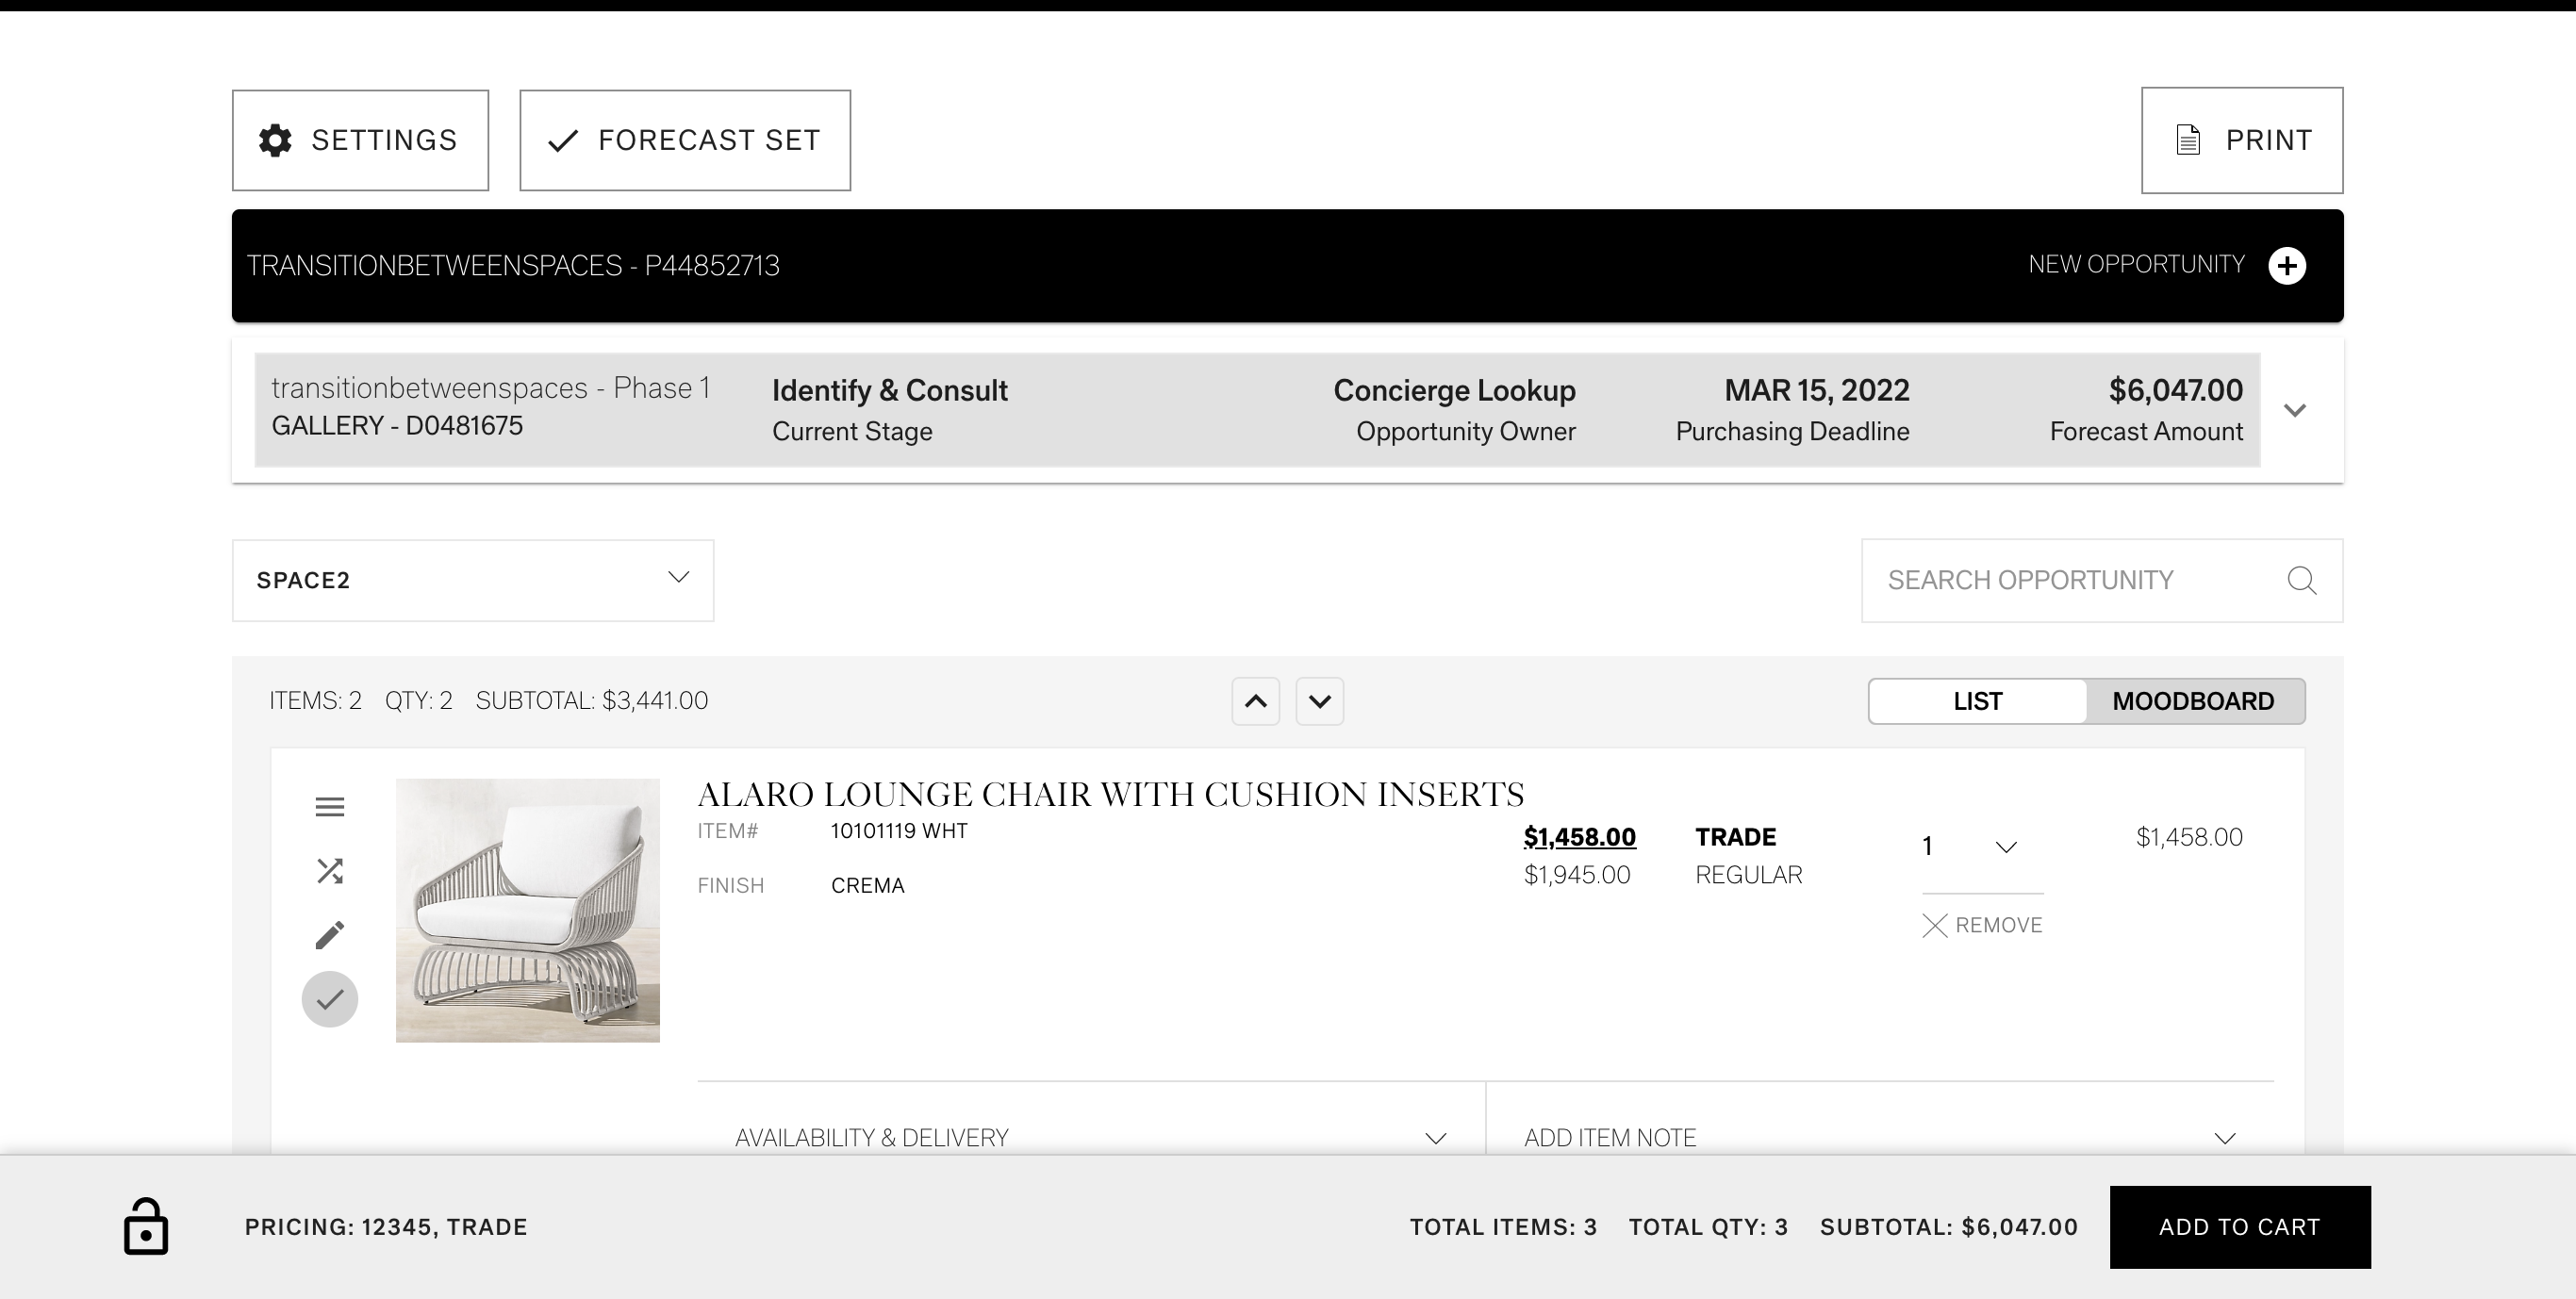 SETTINGS
FORECAST SET
PRINT
TRANSITIONBETWEENSPACES - P44852713
NEW OPPORTUNITY
transitionbetweenspaces - Phase 1
GALLERY - D0481675
Identify & Consult
Current Stage
Concierge Lookup
Opportunity Owner
MAR 15, 2022
Purchasing Deadline
$6,047.00
Forecast Amount
SPACE2
SEARCH OPPORTUNITY
ITEMS: 2 QTY: 2 SUBTOTAL: $3,441.00
LIST
MOODBOARD
ALARO LOUNGE CHAIR WITH CUSHION INSERTS
ITEM# 10101119 WHT
FINISH CREMA
$1,458.00 TRADE
$1,945.00 REGULAR
1
REMOVE
$1,458.00
AVAILABILITY & DELIVERY
ADD ITEM NOTE
PRICING: 12345, TRADE
TOTAL ITEMS: 3 TOTAL QTY: 3 SUBTOTAL: $6,047.00
ADD TO CART